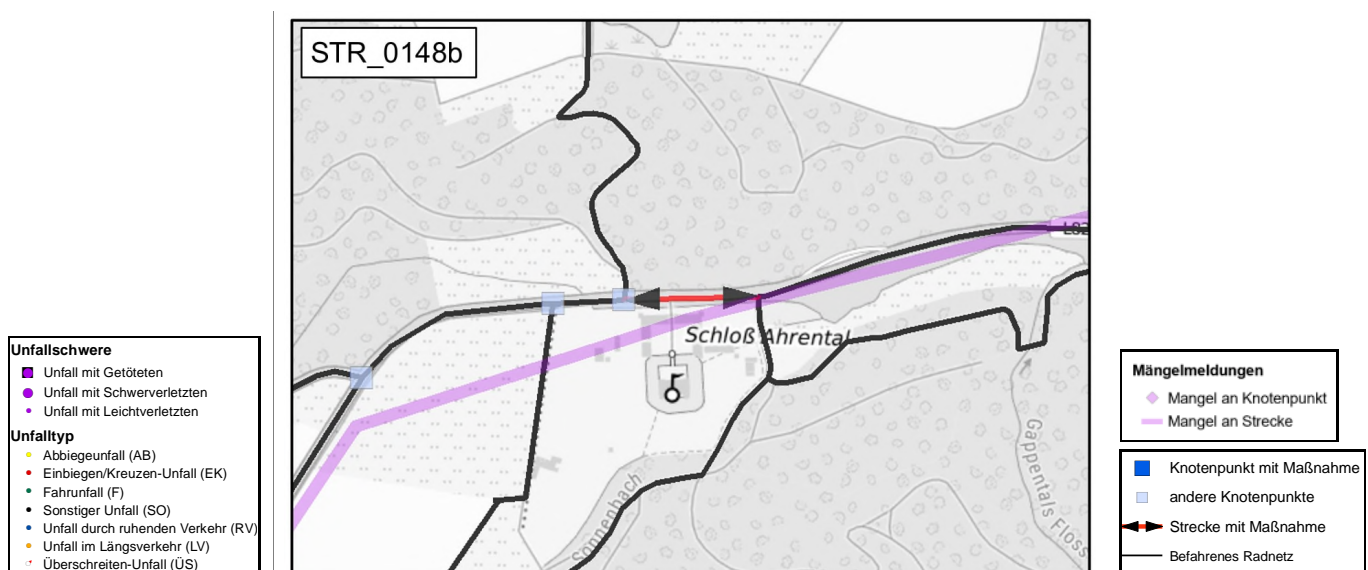 STR_0148b
L82
Schloß Ahrental
Sonnenbach
Gappentals Floss
Unfallschwere
Unfall mit Getöteten
Unfall mit Schwerverletzten
Unfall mit Leichtverletzten
Unfalltyp
Abbiegeunfall (AB)
Einbiegen/Kreuzen-Unfall (EK)
Fahrunfall (F)
Sonstiger Unfall (SO)
Unfall durch ruhenden Verkehr (RV)
Unfall im Längsverkehr (LV)
Überschreiten-Unfall (ÜS)
Mängelmeldungen
Mangel an Knotenpunkt
Mangel an Strecke
Knotenpunkt mit Maßnahme
andere Knotenpunkte
Strecke mit Maßnahme
Befahrenes Radnetz